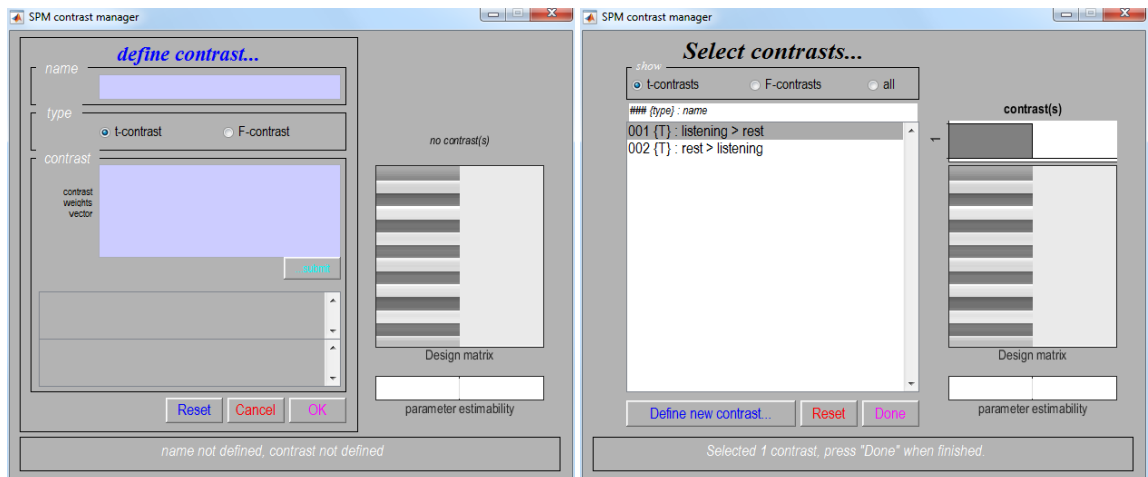 SPM contrast manager
define contrast...
name
type
t-contrast F-contrast
contrast
contrast
weights
vector
submit
Reset Cancel OK
no contrast(s)
Design matrix
parameter estimability
name not defined, contrast not defined
SPM contrast manager
Select contrasts...
show
t-contrasts F-contrasts all
### {type} : name
001 {T} : listening > rest
002 {T} : rest > listening
Define new contrast... Reset Done
contrast(s)
1
Design matrix
parameter estimability
Selected 1 contrast, press "Done" when finished.